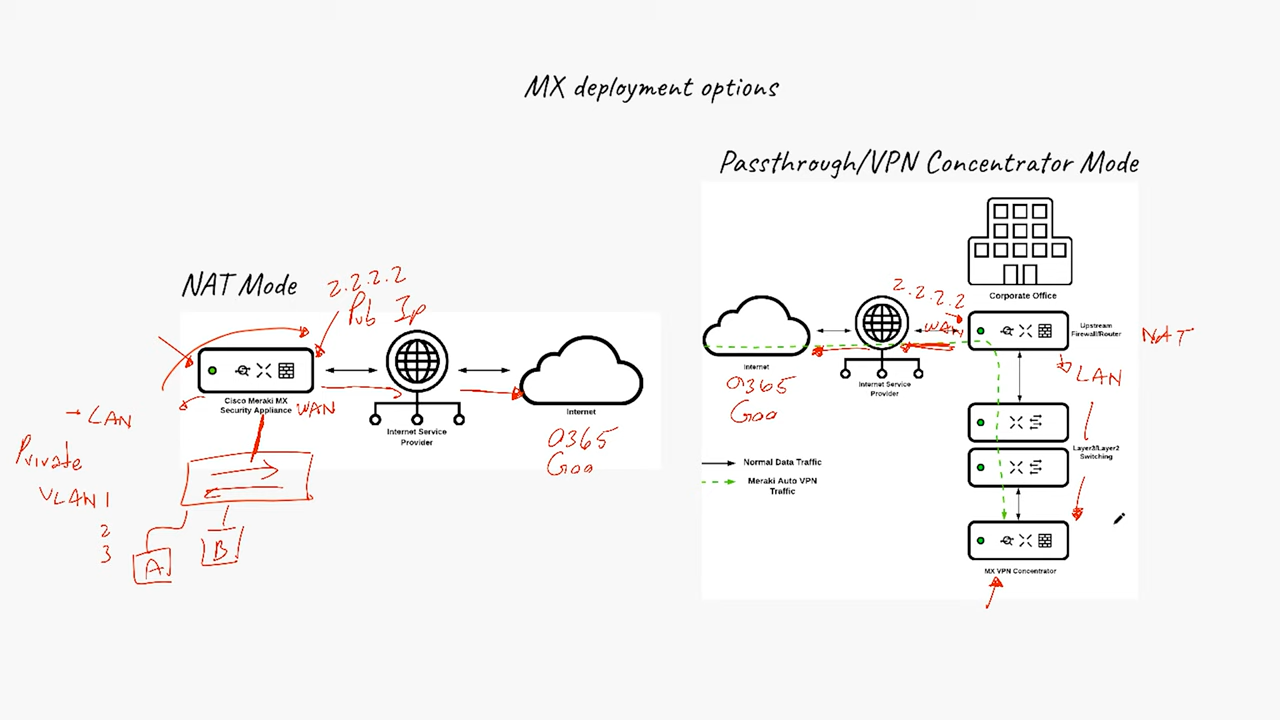 MX deployment options
Passthrough/VPN Concentrator Mode
NAT Mode
2.2.2.2
Pub Ip
Cisco Meraki MX
Security Appliance
WAN
LAN
Private
VLAN 1
2
3
A
B
Internet Service
Provider
Internet
O365
Goo
Corporate Office
2.2.2.2
WAN
Upstream
Firewall/Router
NAT
LAN
Internet
O365
Goo
Internet Service
Provider
Layer3/Layer2
Switching
Normal Data Traffic
Meraki Auto VPN
Traffic
MX VPN Concentrator